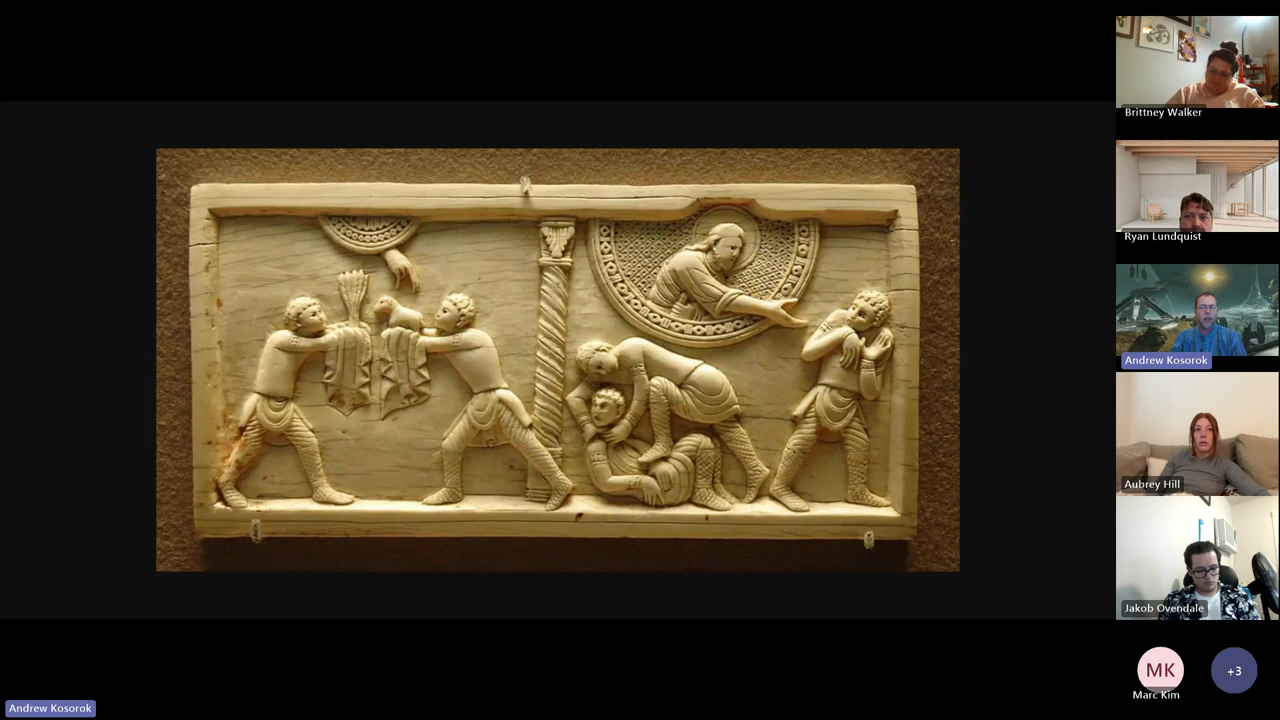 Brittney Walker
Ryan Lundquist
Andrew Kosorok
Aubrey Hill
Jakob Ovendale
MK
+3
Marc Kim
Andrew Kosorok